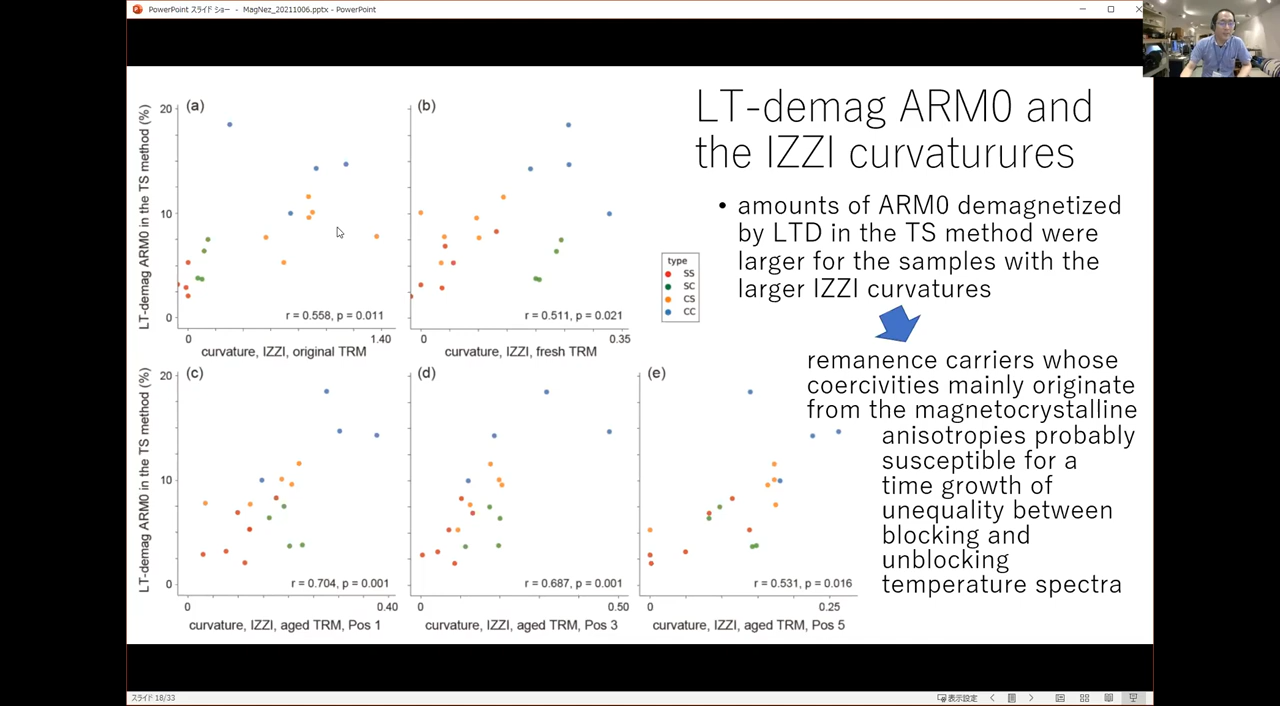 PowerPoint スライド ショー - MagNez_20211006.pptx - PowerPoint
LT-demag ARM0 and
the IZZI curvaturures
• amounts of ARM0 demagnetized
by LTD in the TS method were
larger for the samples with the
larger IZZI curvatures
remanence carriers whose
coercivities mainly originate
from the magnetocrystalline
anisotropies probably
susceptible for a
time growth of
unequality between
blocking and
unblocking
temperature spectra
(a)
LT-demag ARM0 in the TS method (%)
20
10
0
r = 0.558, p = 0.011
0
1.40
curvature, IZZI, original TRM
(b)
r = 0.511, p = 0.021
0
0.35
curvature, IZZI, fresh TRM
type
SS
SC
CS
CC
(c)
LT-demag ARM0 in the TS method (%)
20
10
0
r = 0.704, p = 0.001
0
0.40
curvature, IZZI, aged TRM, Pos 1
(d)
r = 0.687, p = 0.001
0
0.50
curvature, IZZI, aged TRM, Pos 3
(e)
r = 0.531, p = 0.016
0
0.25
curvature, IZZI, aged TRM, Pos 5
スライド 18/33
表示設定